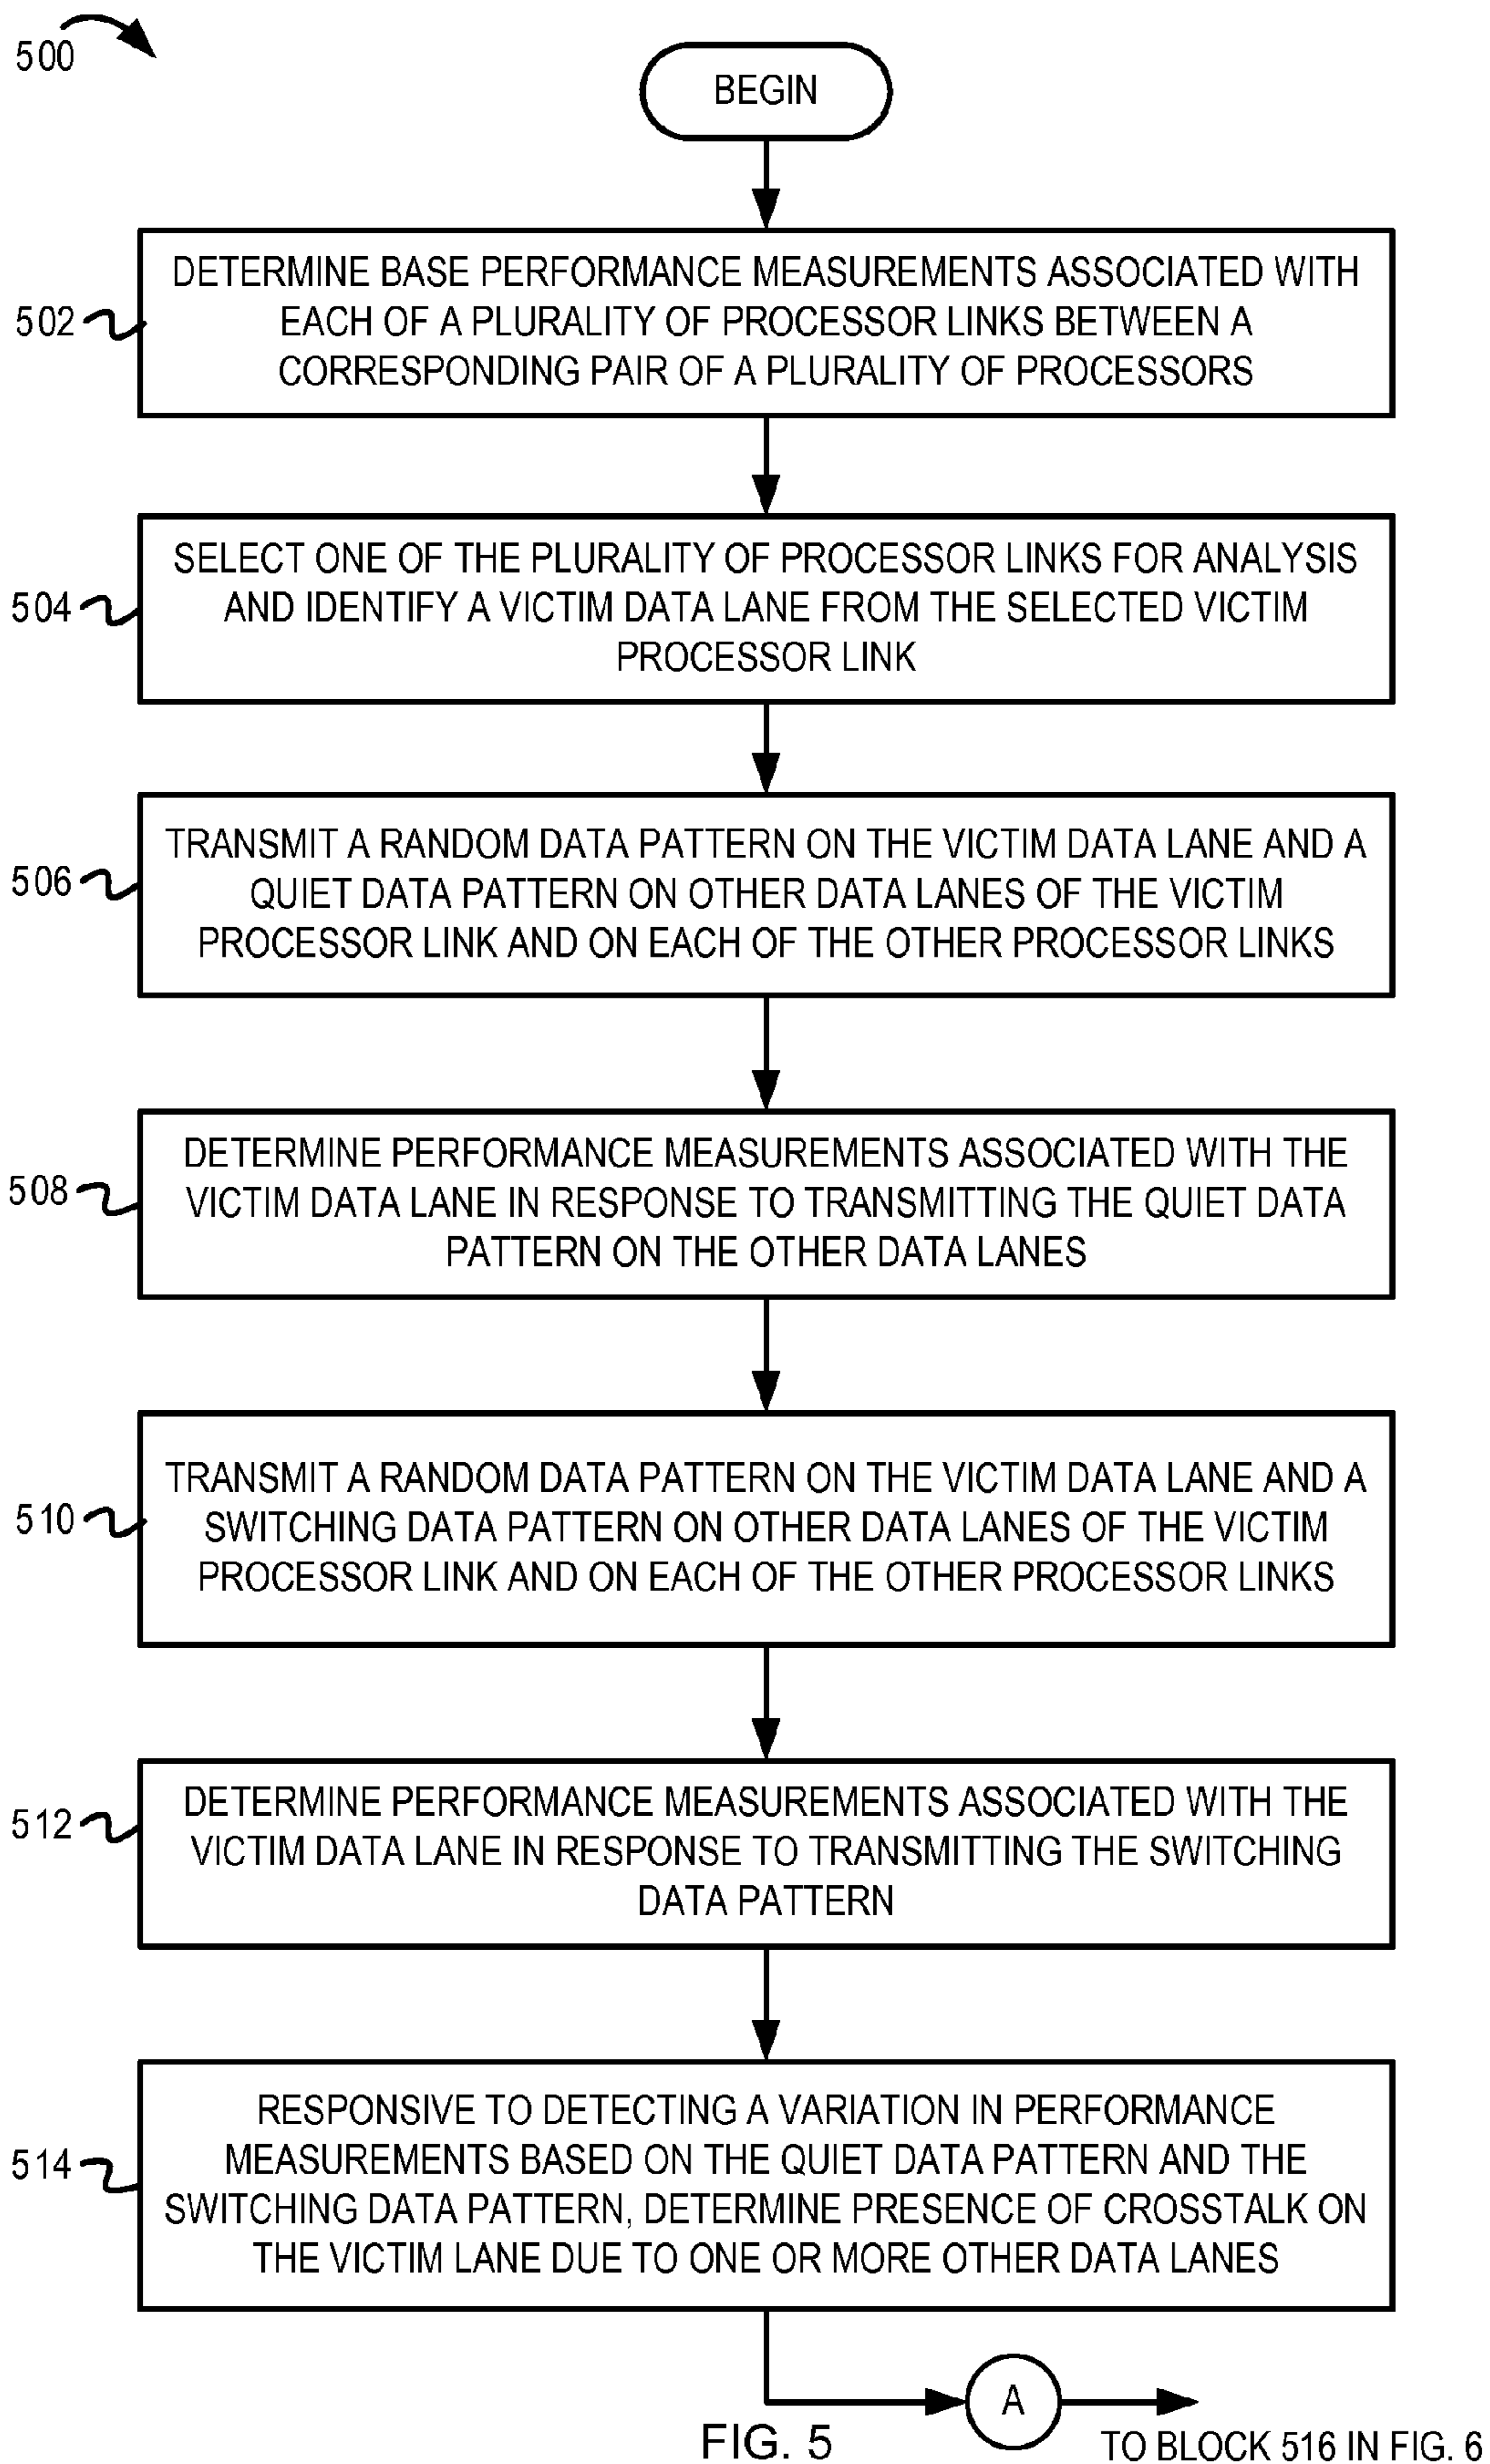 500
BEGIN
502
DETERMINE BASE PERFORMANCE MEASUREMENTS ASSOCIATED WITH
EACH OF A PLURALITY OF PROCESSOR LINKS BETWEEN A
CORRESPONDING PAIR OF A PLURALITY OF PROCESSORS
504
SELECT ONE OF THE PLURALITY OF PROCESSOR LINKS FOR ANALYSIS
AND IDENTIFY A VICTIM DATA LANE FROM THE SELECTED VICTIM
PROCESSOR LINK
506
TRANSMIT A RANDOM DATA PATTERN ON THE VICTIM DATA LANE AND A
QUIET DATA PATTERN ON OTHER DATA LANES OF THE VICTIM
PROCESSOR LINK AND ON EACH OF THE OTHER PROCESSOR LINKS
508
DETERMINE PERFORMANCE MEASUREMENTS ASSOCIATED WITH THE
VICTIM DATA LANE IN RESPONSE TO TRANSMITTING THE QUIET DATA
PATTERN ON THE OTHER DATA LANES
510
TRANSMIT A RANDOM DATA PATTERN ON THE VICTIM DATA LANE AND A
SWITCHING DATA PATTERN ON OTHER DATA LANES OF THE VICTIM
PROCESSOR LINK AND ON EACH OF THE OTHER PROCESSOR LINKS
512
DETERMINE PERFORMANCE MEASUREMENTS ASSOCIATED WITH THE
VICTIM DATA LANE IN RESPONSE TO TRANSMITTING THE SWITCHING
DATA PATTERN
514
RESPONSIVE TO DETECTING A VARIATION IN PERFORMANCE
MEASUREMENTS BASED ON THE QUIET DATA PATTERN AND THE
SWITCHING DATA PATTERN, DETERMINE PRESENCE OF CROSSTALK ON
THE VICTIM LANE DUE TO ONE OR MORE OTHER DATA LANES
A
FIG. 5
TO BLOCK 516 IN FIG. 6